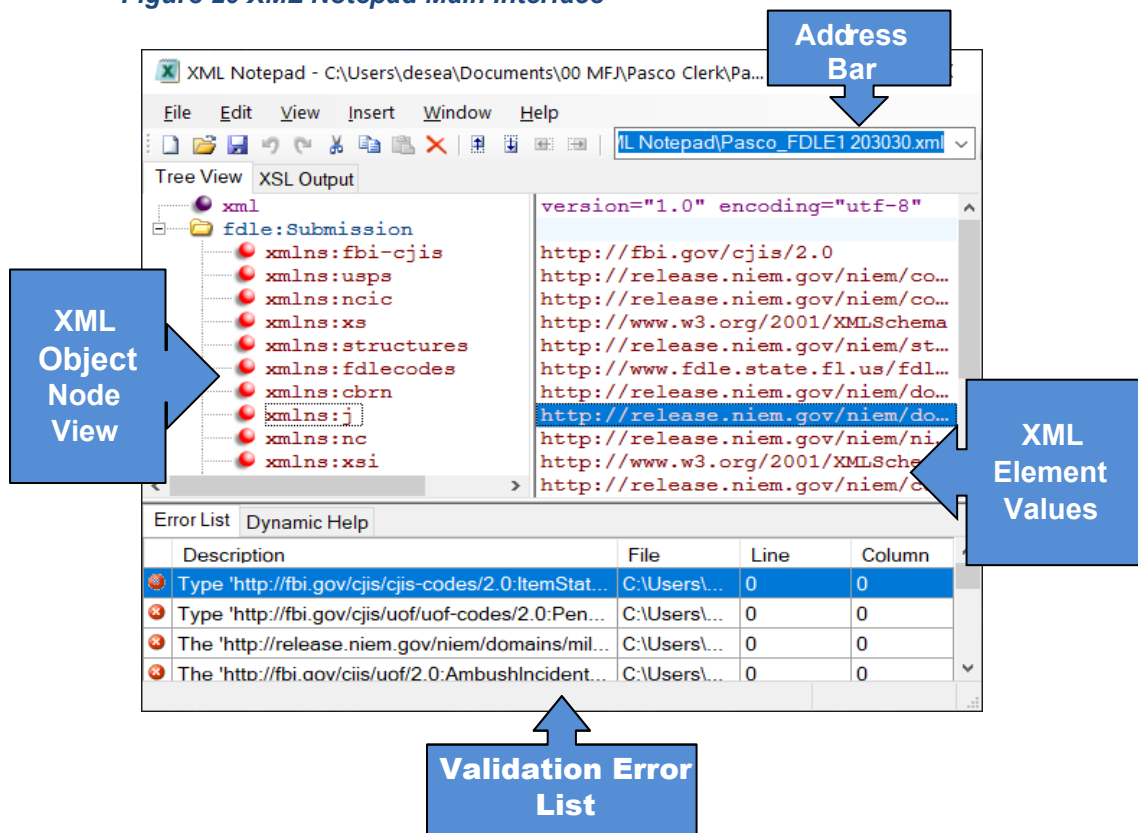 Address
Bar
XML Notepad - C:\Users\desea\Documents\00 MFJ\Pasco Clerk\Pa...
File Edit View Insert Window Help
Notepad\Pasco_FDLE1 203030.xml
Tree View XSL Output
xml version="1.0" encoding="utf-8"
fdle:Submission
xmlns:fbi-cjis http://fbi.gov/cjis/2.0
xmlns:usps http://release.niem.gov/niem/co...
xmlns:ncic http://release.niem.gov/niem/co...
xmlns:xs http://www.w3.org/2001/XMLSchema
xmlns:structures http://release.niem.gov/niem/st...
xmlns:fdlecodes http://www.fdle.state.fl.us/fdl...
xmlns:cbrn http://release.niem.gov/niem/do...
xmlns:j http://release.niem.gov/niem/do...
xmlns:nc http://release.niem.gov/niem/ni...
xmlns:xsi http://www.w3.org/2001/XMLSche
http://release.niem.gov/niem/c
XML
Object
Node
View
XML
Element
Values
Error List Dynamic Help
Description File Line Column
Type 'http://fbi.gov/cjis/cjis-codes/2.0:ItemStat... C:\Users\... 0 0
Type 'http://fbi.gov/cjis/uof/uof-codes/2.0:Pen... C:\Users\... 0 0
The 'http://release.niem.gov/niem/domains/mil... C:\Users\... 0 0
The 'http://fbi.gov/cjis/uof/2.0:AmbushIncident... C:\Users\... 0 0
Validation Error
List